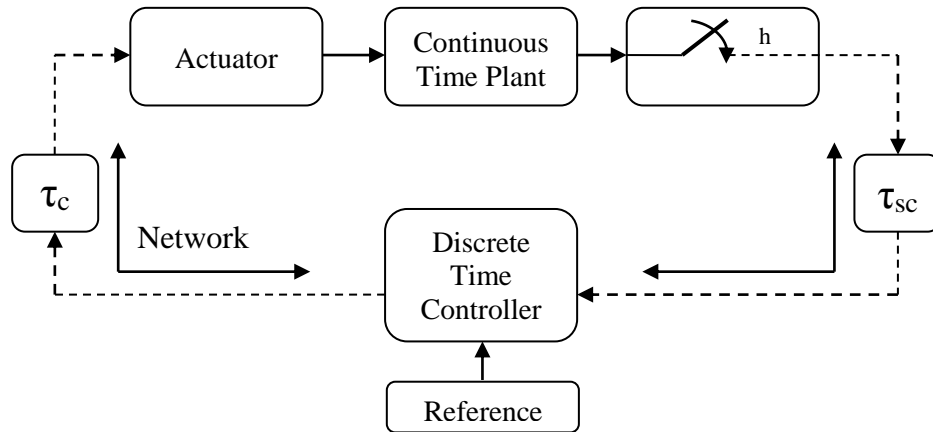 Actuator
Continuous
Time Plant
h
τc
τsc
Network
Discrete
Time
Controller
Reference